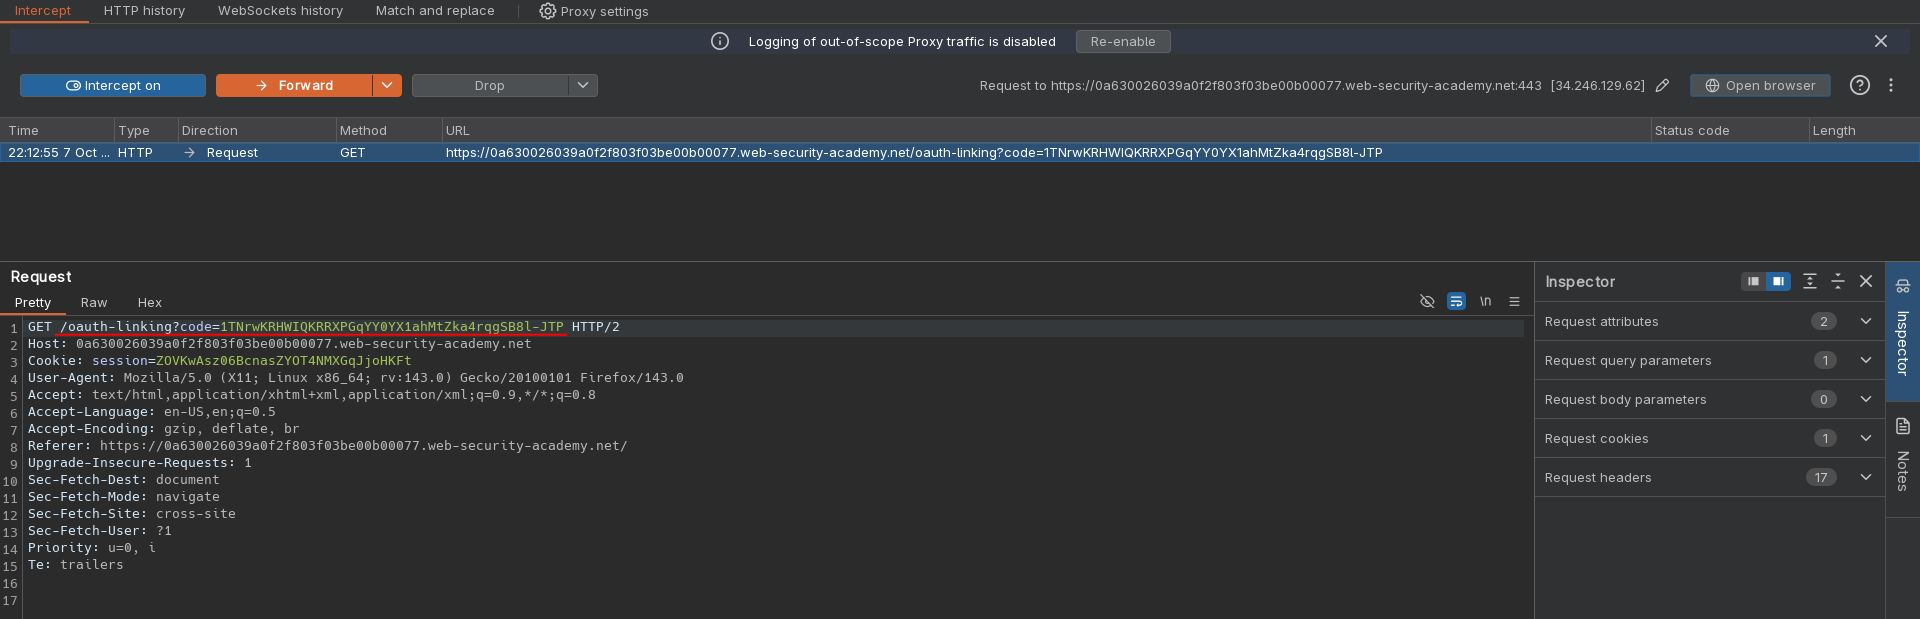 Intercept HTTP history WebSockets history Match and replace Proxy settings
Logging of out-of-scope Proxy traffic is disabled Re-enable
Intercept on Forward Drop Request to https://0a630026039a0f2f803f03be00b00077.web-security-academy.net:443 [34.246.129.62] Open browser
Time Type Direction Method URL Status code Length
22:12:55 7 Oct ... HTTP Request GET https://0a630026039a0f2f803f03be00b00077.web-security-academy.net/oauth-linking?code=1TNrwKRHWIQKRRXPGqYY0YX1ahMtZka4rqgSB8l-JTP
Request
Pretty Raw Hex \n
1 GET /oauth-linking?code=1TNrwKRHWIQKRRXPGqYY0YX1ahMtZka4rqgSB8l-JTP HTTP/2
2 Host: 0a630026039a0f2f803f03be00b00077.web-security-academy.net
3 Cookie: session=ZOVKwAsz06BcnasZYOT4NMXGqJjoHKFt
4 User-Agent: Mozilla/5.0 (X11; Linux x86_64; rv:143.0) Gecko/20100101 Firefox/143.0
5 Accept: text/html,application/xhtml+xml,application/xml;q=0.9,*/*;q=0.8
6 Accept-Language: en-US,en;q=0.5
7 Accept-Encoding: gzip, deflate, br
8 Referer: https://0a630026039a0f2f803f03be00b00077.web-security-academy.net/
9 Upgrade-Insecure-Requests: 1
10 Sec-Fetch-Dest: document
11 Sec-Fetch-Mode: navigate
12 Sec-Fetch-Site: cross-site
13 Sec-Fetch-User: ?1
14 Priority: u=0, i
15 Te: trailers
16
17
Inspector
Request attributes 2
Request query parameters 1
Request body parameters 0
Request cookies 1
Request headers 17
Inspector
Notes